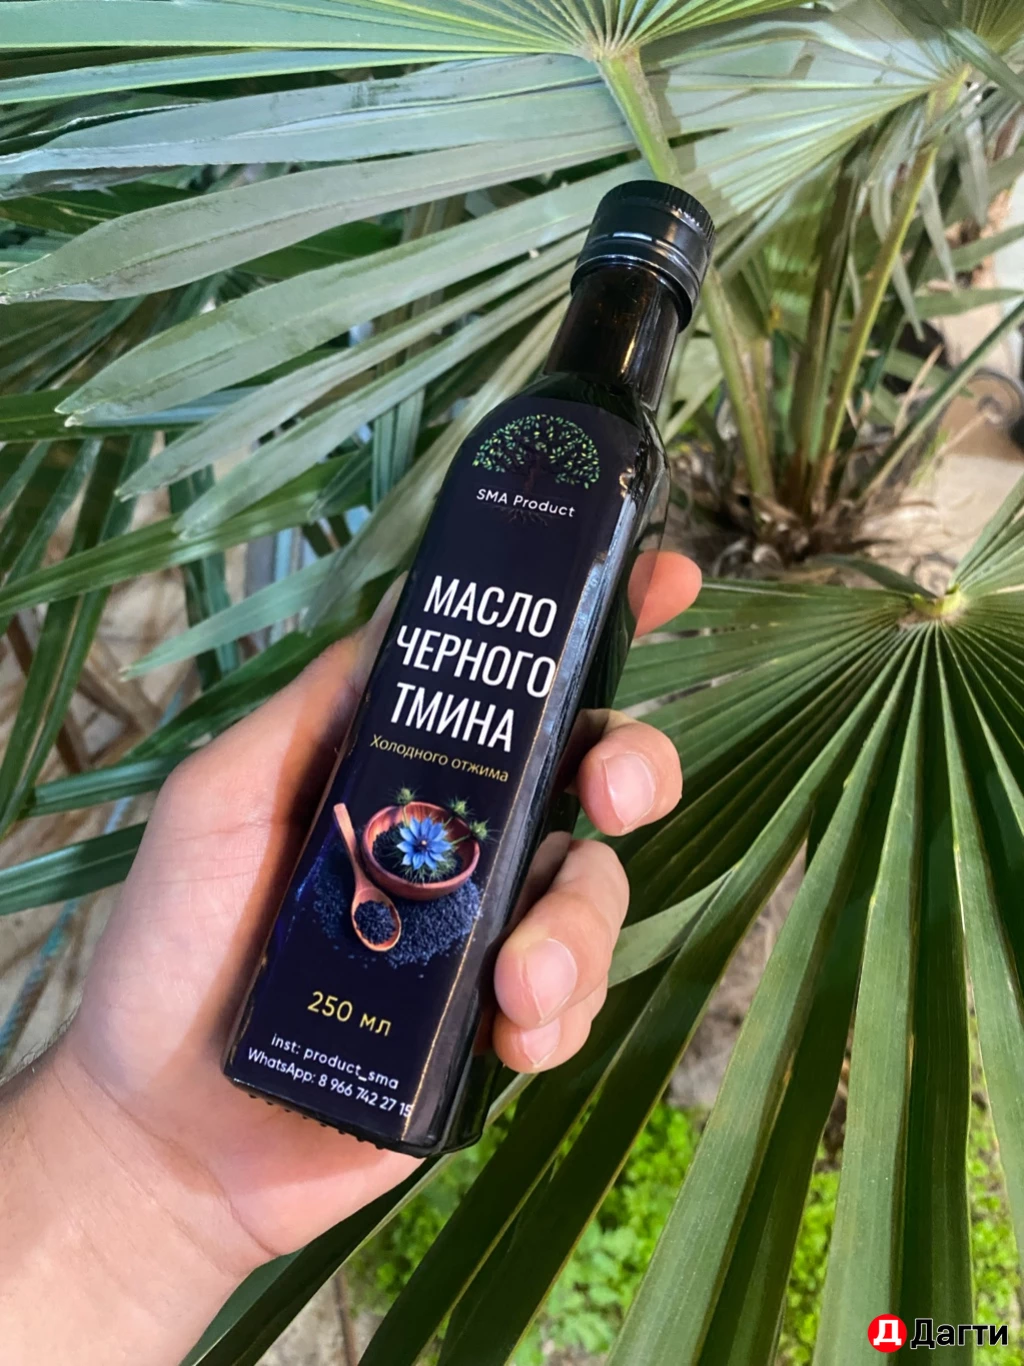 SMA Product
МАСЛО
ЧЕРНОГО
ТМИНА
Холодного отжима
250 мл
inst: product_sma
WhatsApp: 8 966 742 27 15
Д Дагти